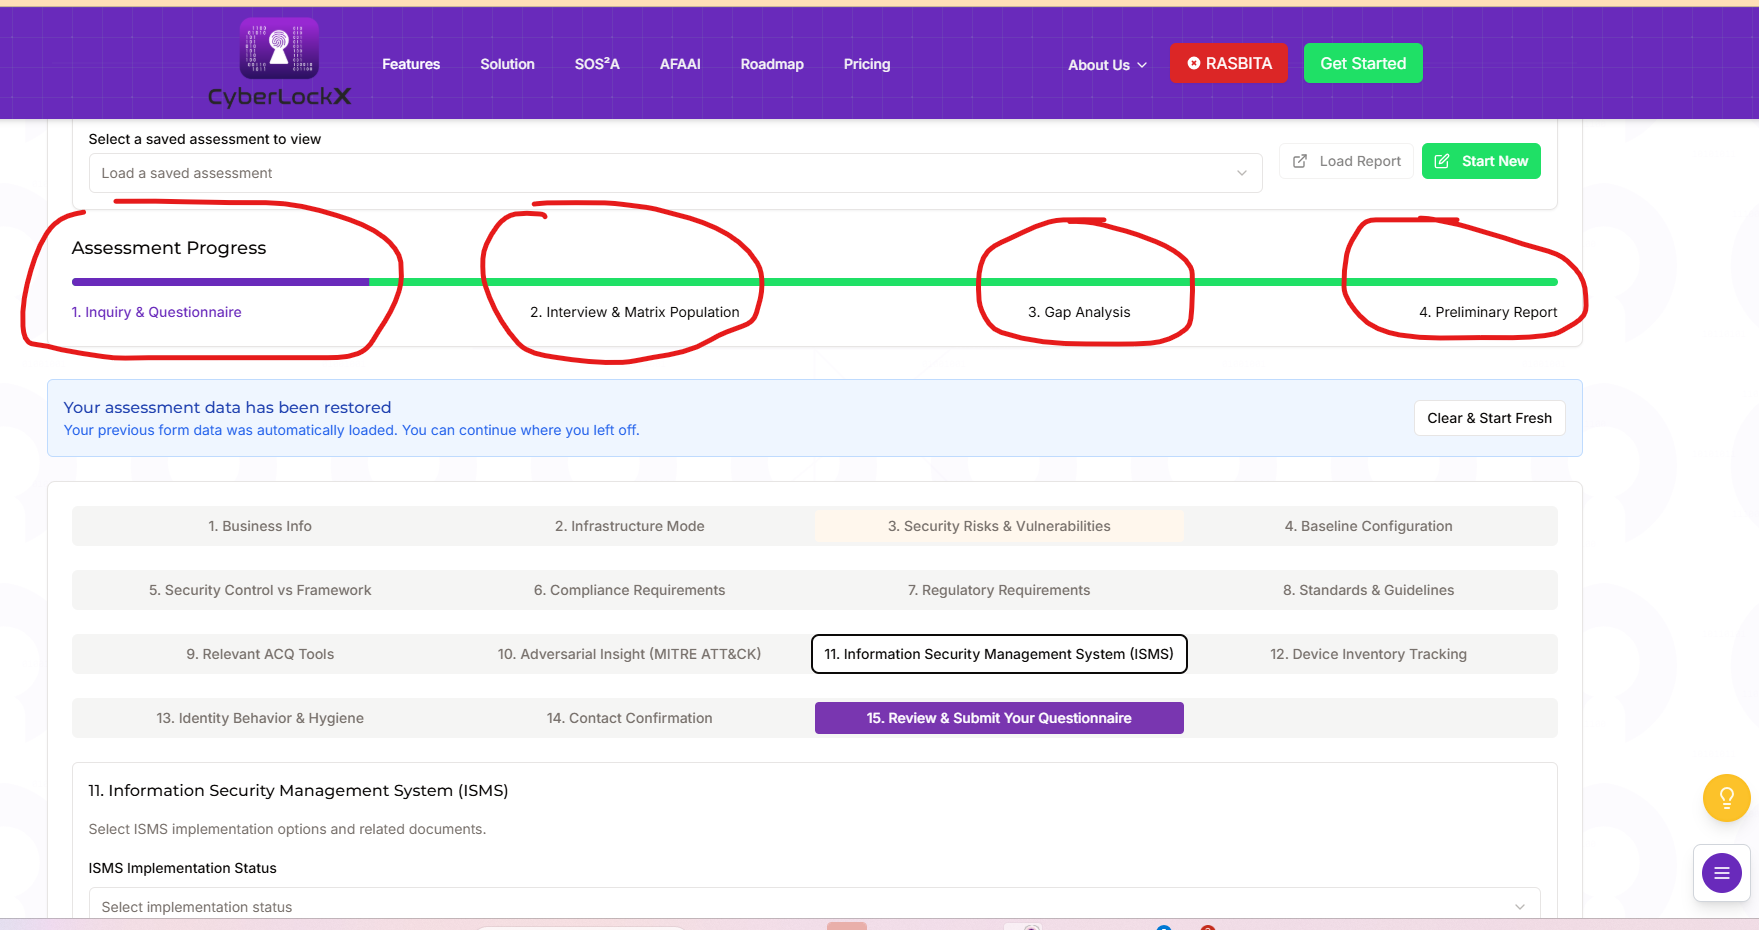 CyberLockX
Features
Solution
SOS²A
AFAAI
Roadmap
Pricing
About Us
RASBITA
Get Started
Select a saved assessment to view
Load a saved assessment
Load Report
Start New
Assessment Progress
1. Inquiry & Questionnaire
2. Interview & Matrix Population
3. Gap Analysis
4. Preliminary Report
Your assessment data has been restored
Your previous form data was automatically loaded. You can continue where you left off.
Clear & Start Fresh
1. Business Info
2. Infrastructure Mode
3. Security Risks & Vulnerabilities
4. Baseline Configuration
5. Security Control vs Framework
6. Compliance Requirements
7. Regulatory Requirements
8. Standards & Guidelines
9. Relevant ACQ Tools
10. Adversarial Insight (MITRE ATT&CK)
11. Information Security Management System (ISMS)
12. Device Inventory Tracking
13. Identity Behavior & Hygiene
14. Contact Confirmation
15. Review & Submit Your Questionnaire
11. Information Security Management System (ISMS)
Select ISMS implementation options and related documents.
ISMS Implementation Status
Select implementation status